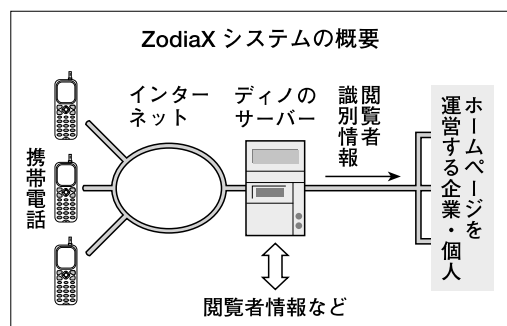 ZodiaX システムの概要
携帯電話
インター
ネット
ディノの
サーバー
閲覧者
識別情報
ホームページを
運営する企業・個人
閲覧者情報など